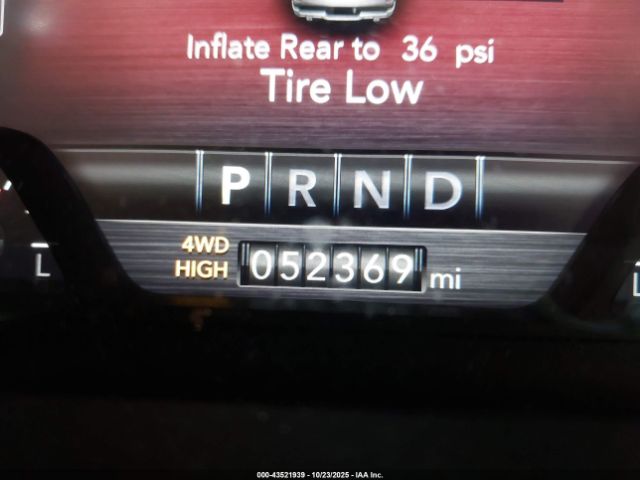 Inflate Rear to 36 psi
Tire Low
P R N D
4WD
HIGH
052369 mi
L
L
000-43521939 - 10/23/2025 - IAA Inc.